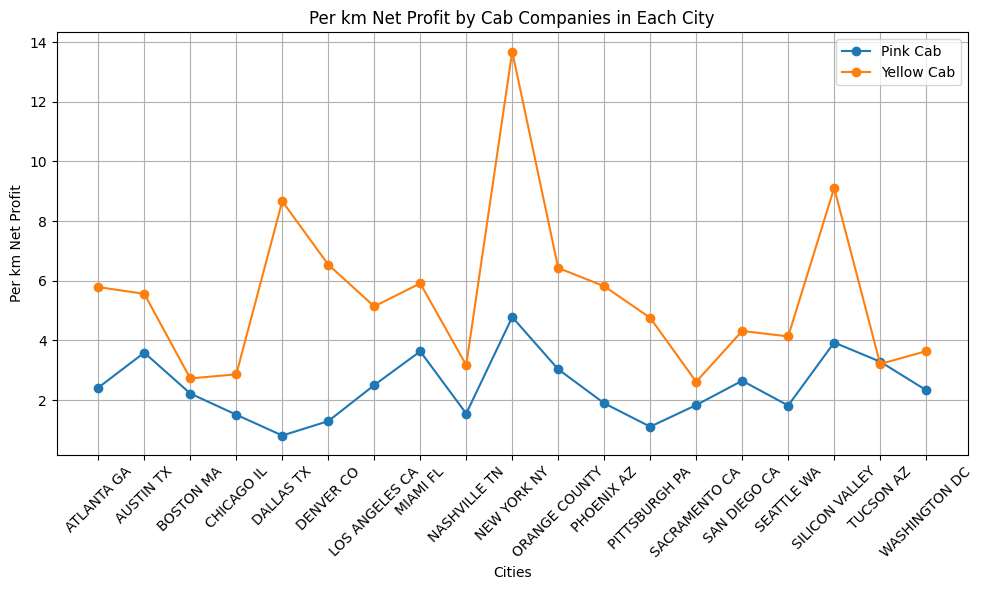 Per km Net Profit by Cab Companies in Each City
Pink Cab
Yellow Cab
Per km Net Profit
14
12
10
8
6
4
2
ATLANTA GA
AUSTIN TX
BOSTON MA
CHICAGO IL
DALLAS TX
DENVER CO
LOS ANGELES CA
MIAMI FL
NASHVILLE TN
NEW YORK NY
ORANGE COUNTY
PHOENIX AZ
PITTSBURGH PA
SACRAMENTO CA
SAN DIEGO CA
SEATTLE WA
SILICON VALLEY
TUCSON AZ
WASHINGTON DC
Cities